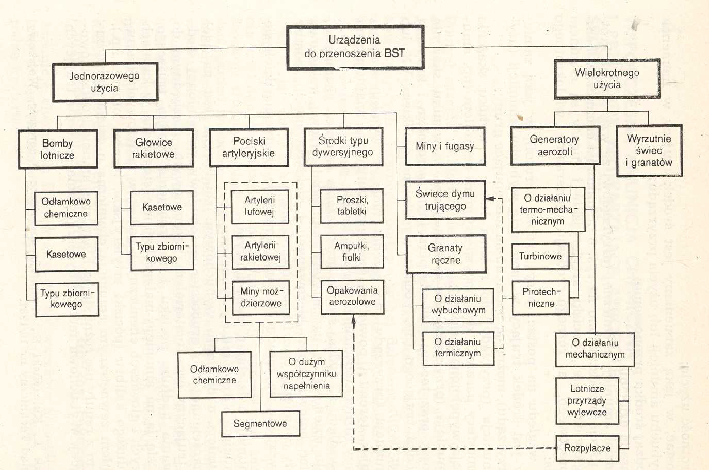 Urządzenia
do przenoszenia BST
Jednorazowego
użycia
Wielokrotnego
użycia
Bomby
lotnicze
Głowice
rakietowe
Pociski
artyleryjskie
Środki typu
dywersyjnego
Miny i fugasy
Generatory
aerozoli
Wyrzutnie
świec
i granatów
Odłamkowo
chemiczne
Kasetowe
Typu zbiorni-
kowego
Kasetowe
Typu zbiorni-
kowego
Artylerii
lufowej
Artylerii
rakietowej
Miny moź-
dzierzowe
Odłamkowo
chemiczne
O dużym
współczynniku
napełnienia
Segmentowe
Proszki,
tabletki
Ampułki,
fiolki
Opakowania
aerozolowe
Świece dymu
trującego
Granaty
ręczne
O działaniu
wybuchowym
O działaniu
termicznym
O działaniu
termo-mecha-
nicznym
Turbinowe
Pirotech-
niczne
O działaniu
mechanicznym
Lotnicze
przyrządy
wylewcze
Rozpylacze